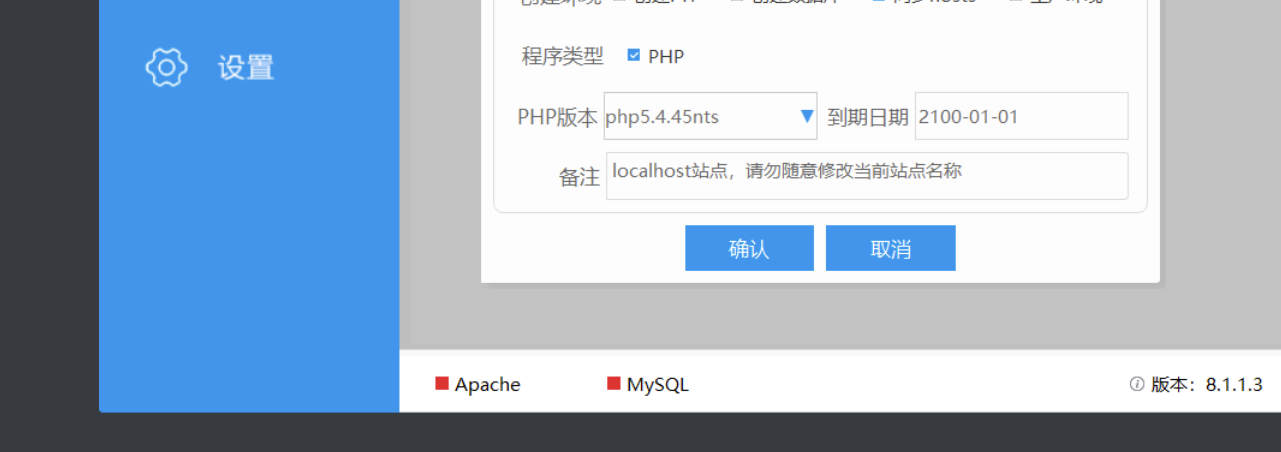 设置
程序类型 PHP
PHP版本 php5.4.45nts 到期日期 2100-01-01
备注 localhost站点，请勿随意修改当前站点名称
确认 取消
Apache MySQL 版本：8.1.1.3